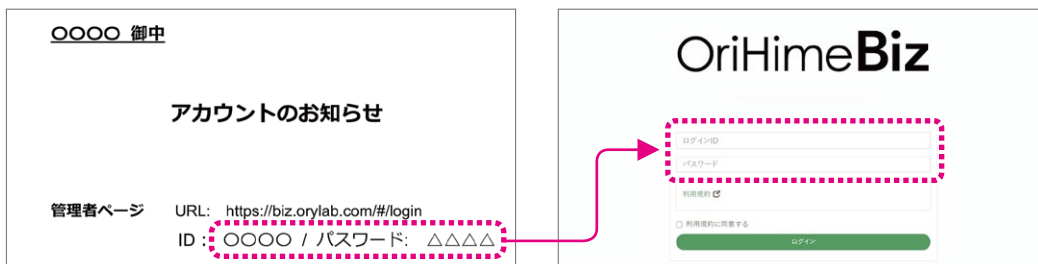 〇〇〇〇 御中
アカウントのお知らせ
管理者ページ URL: https://biz.orylab.com/#/login
ID : 〇〇〇〇 / パスワード: △△△△
OriHimeBiz
ログインID
パスワード
利用規約
利用規約に同意する
ログイン